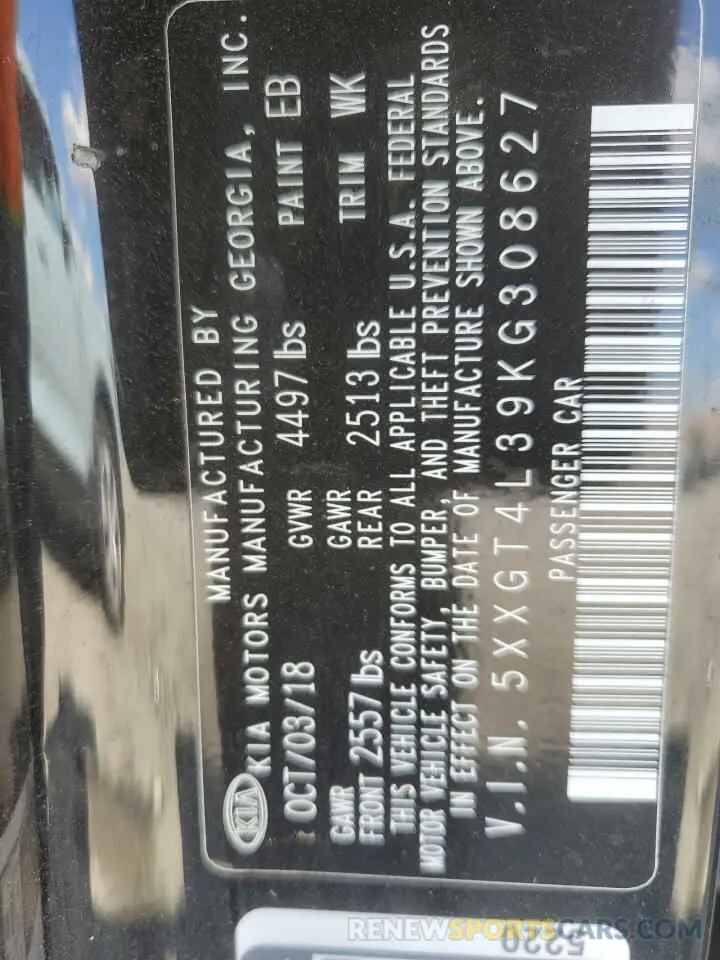 MANUFACTURED BY
KIA KIA MOTORS MANUFACTURING GEORGIA, INC.
OCT/03/18 GVWR 4497 lbs PAINT EB
GAWR FRONT 2557 lbs GAWR REAR 2513 lbs TRIM WK
THIS VEHICLE CONFORMS TO ALL APPLICABLE U.S.A. FEDERAL
MOTOR VEHICLE SAFETY, BUMPER, AND THEFT PREVENTION STANDARDS
IN EFFECT ON THE DATE OF MANUFACTURE SHOWN ABOVE.
V.I.N. 5XXGT4L39KG308627
PASSENGER CAR
5220
RENEWSPORTSCARS.COM